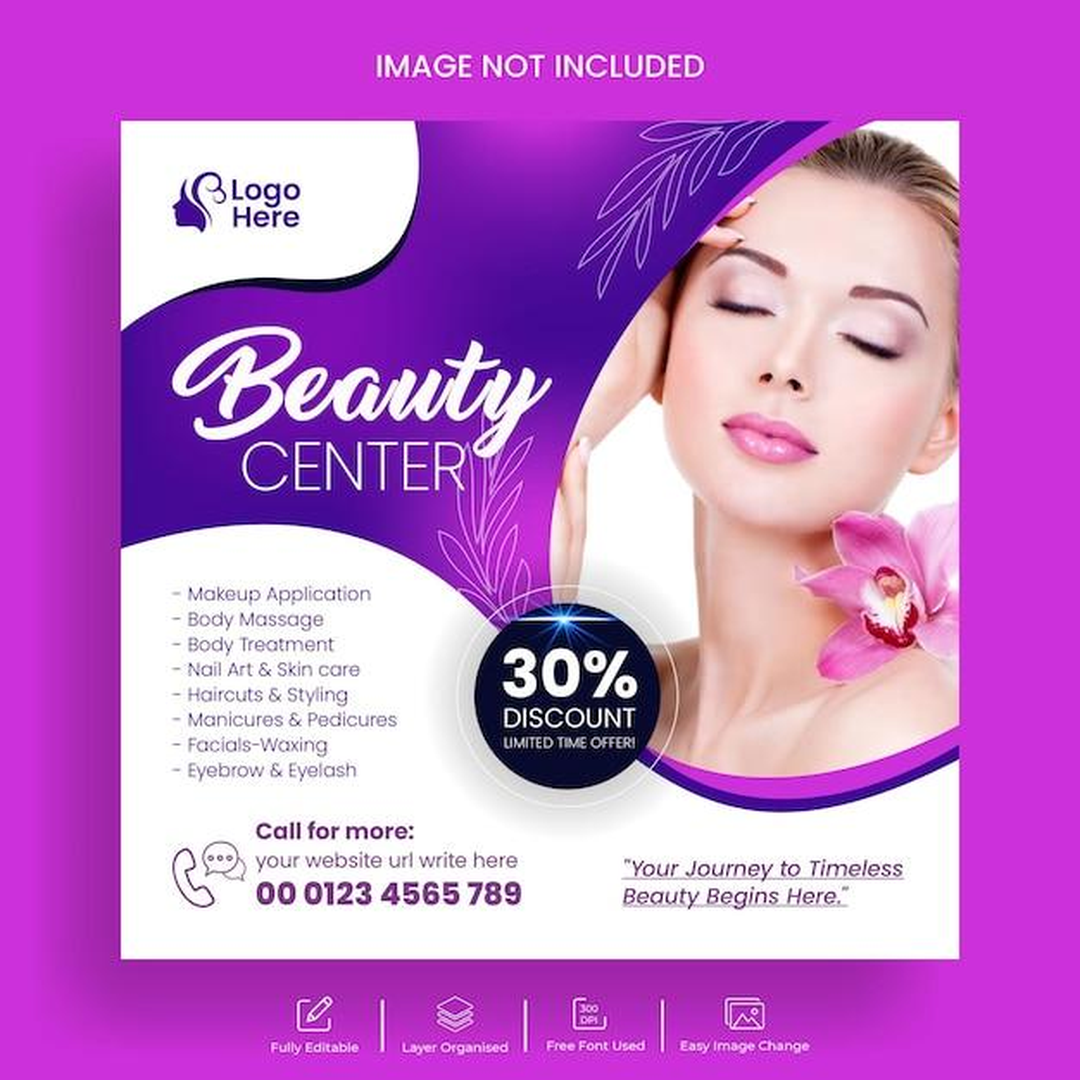 IMAGE NOT INCLUDED
Logo
Here
Beauty
CENTER
- Makeup Application
- Body Massage
- Body Treatment
- Nail Art & Skin care
- Haircuts & Styling
- Manicures & Pedicures
- Facials-Waxing
- Eyebrow & Eyelash
30%
DISCOUNT
LIMITED TIME OFFER!
Call for more:
your website url write here
00 0123 4565 789
"Your Journey to Timeless
Beauty Begins Here."
300
DPI
Fully Editable
Layer Organised
Free Font Used
Easy Image Change